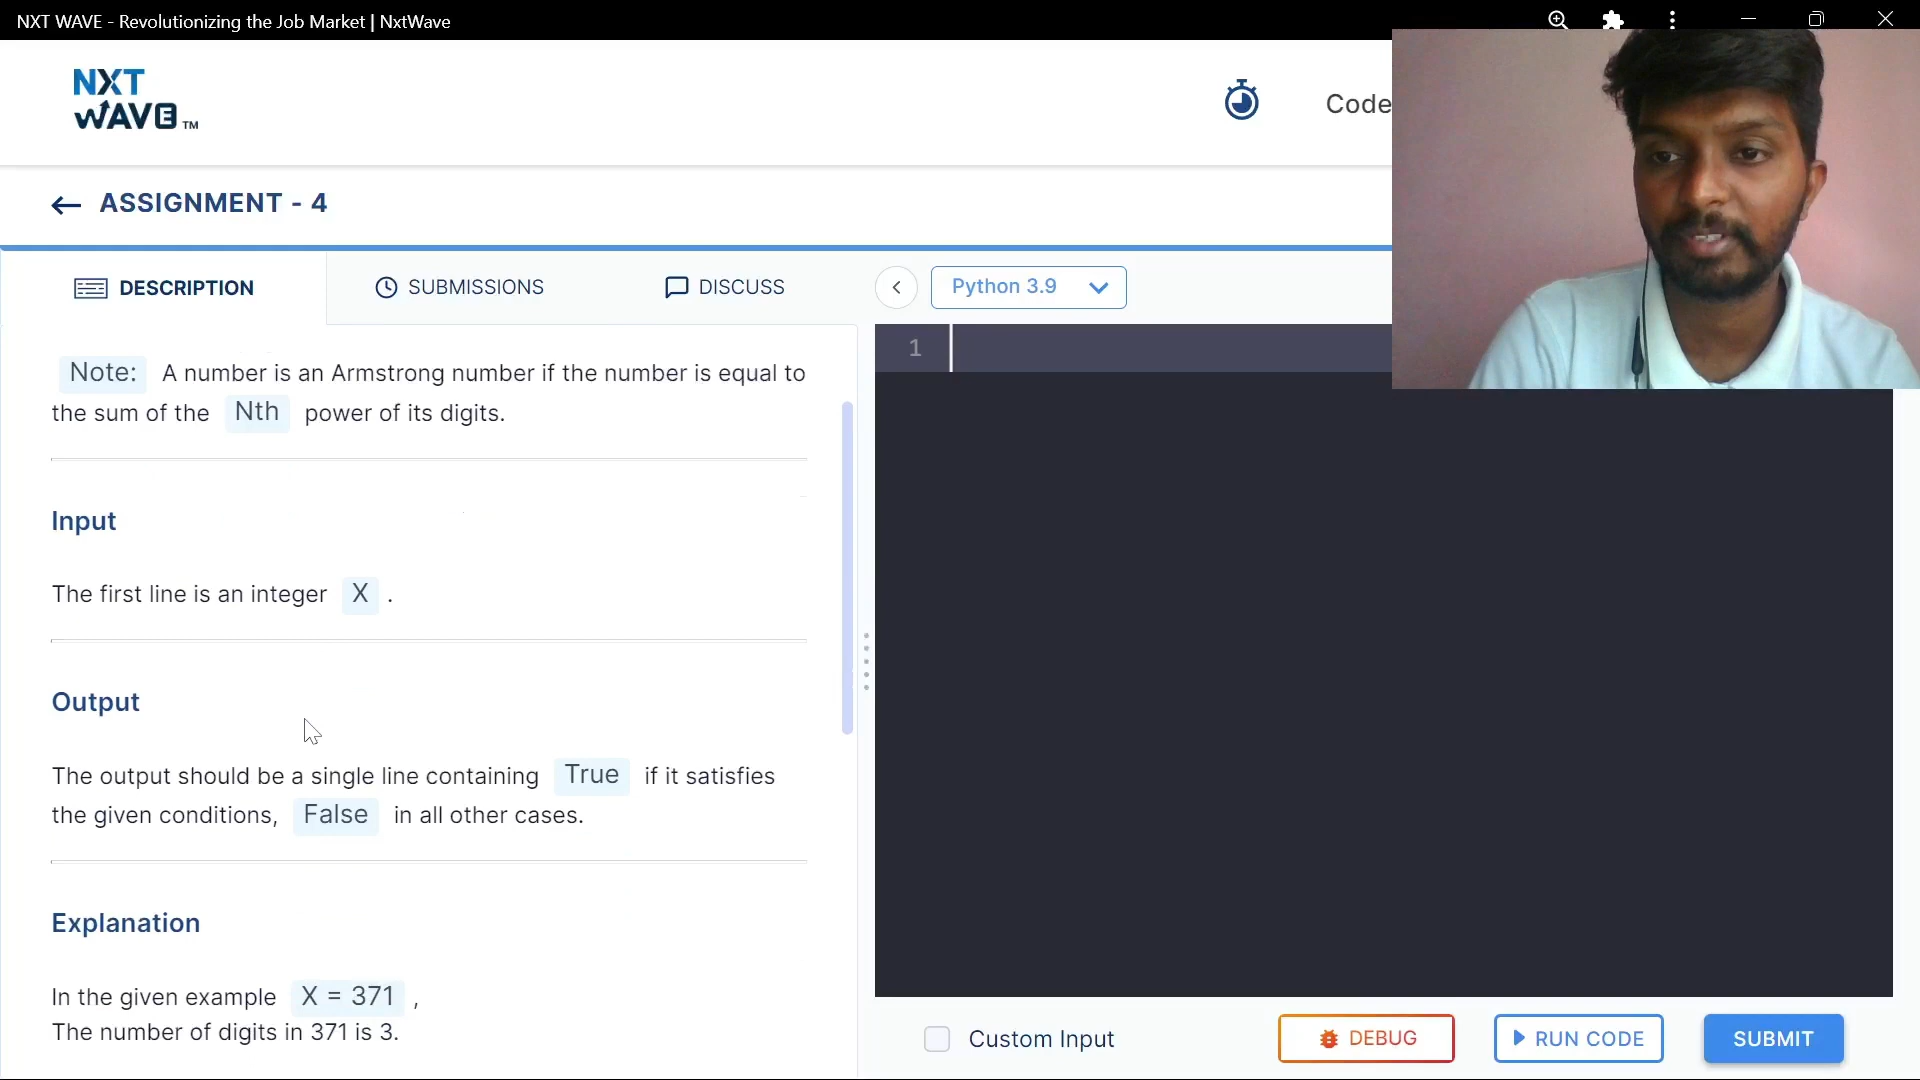 NXT WAVE - Revolutionizing the Job Market | NxtWave
NXT
WAVE TM
Code
ASSIGNMENT - 4
DESCRIPTION
SUBMISSIONS
DISCUSS
Python 3.9
Note: A number is an Armstrong number if the number is equal to
the sum of the Nth power of its digits.
Input
The first line is an integer X .
Output
The output should be a single line containing True if it satisfies
the given conditions, False in all other cases.
Explanation
In the given example X = 371 ,
The number of digits in 371 is 3.
1
Custom Input
DEBUG
RUN CODE
SUBMIT